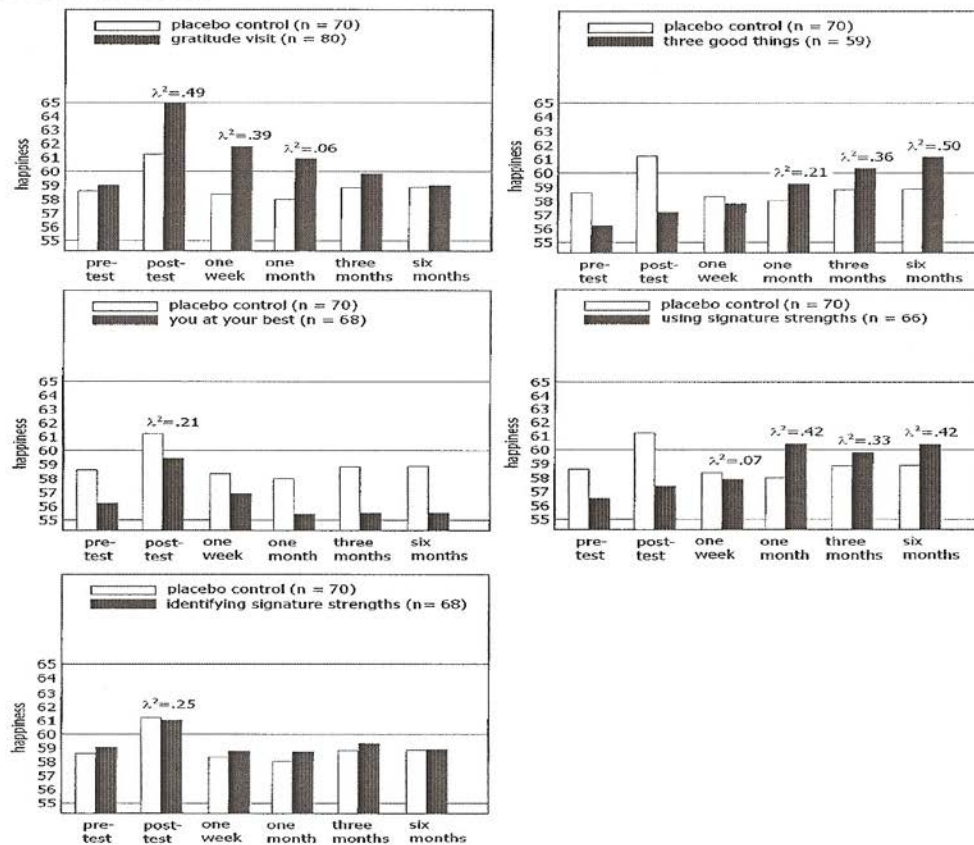 placebo control (n = 70)
gratitude visit (n = 80)
happiness
65
64
63
62
61
60
59
58
57
56
55
λ²=.49
λ²=.39
λ²=.06
pre-test
post-test
one week
one month
three months
six months
placebo control (n = 70)
three good things (n = 59)
happiness
65
64
63
62
61
60
59
58
57
56
55
λ²=.21
λ²=.36
λ²=.50
pre-test
post-test
one week
one month
three months
six months
placebo control (n = 70)
you at your best (n = 68)
happiness
65
64
63
62
61
60
59
58
57
56
55
λ²=.21
pre-test
post-test
one week
one month
three months
six months
placebo control (n = 70)
using signature strengths (n = 66)
happiness
65
64
63
62
61
60
59
58
57
56
55
λ²=.07
λ²=.42
λ²=.33
λ²=.42
pre-test
post-test
one week
one month
three months
six months
placebo control (n = 70)
identifying signature strengths (n= 68)
happiness
65
64
63
62
61
60
59
58
57
56
55
λ²=.25
pre-test
post-test
one week
one month
three months
six months